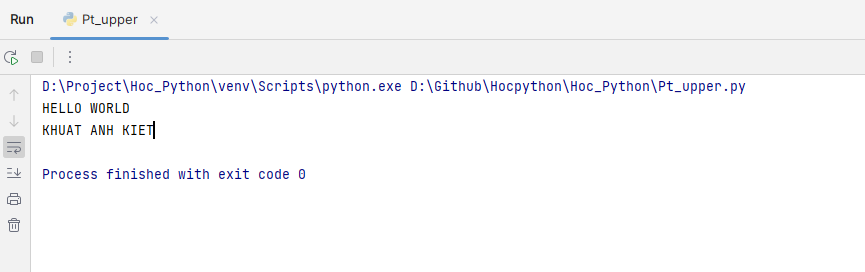 Run Pt_upper
D:\Project\Hoc_Python\venv\Scripts\python.exe D:\Github\Hocpython\Hoc_Python\Pt_upper.py
HELLO WORLD
KHUAT ANH KIET
Process finished with exit code 0